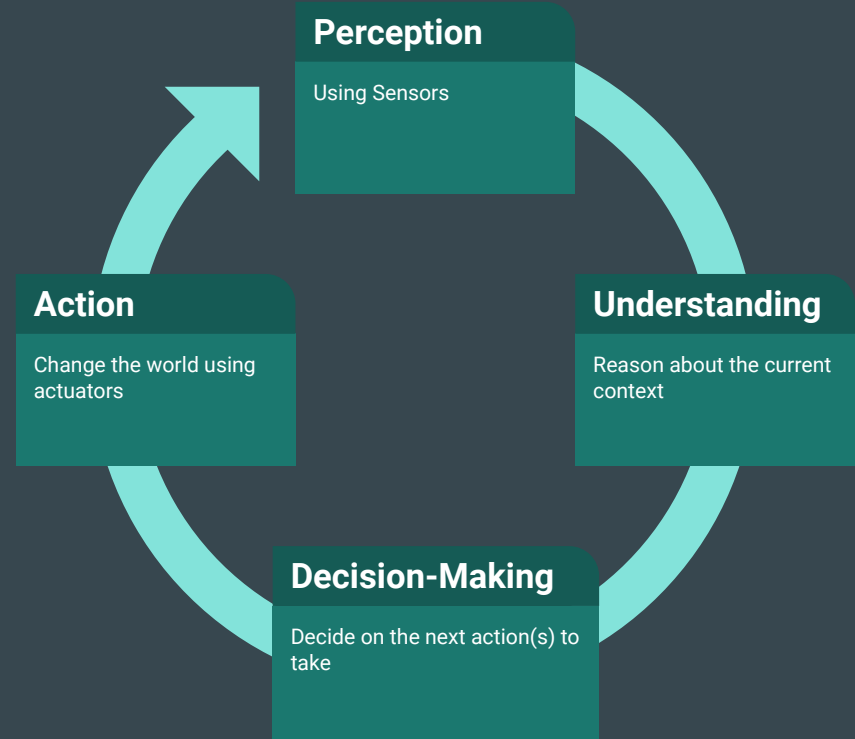 Perception
Using Sensors
Action
Change the world using
actuators
Understanding
Reason about the current
context
Decision-Making
Decide on the next action(s) to
take